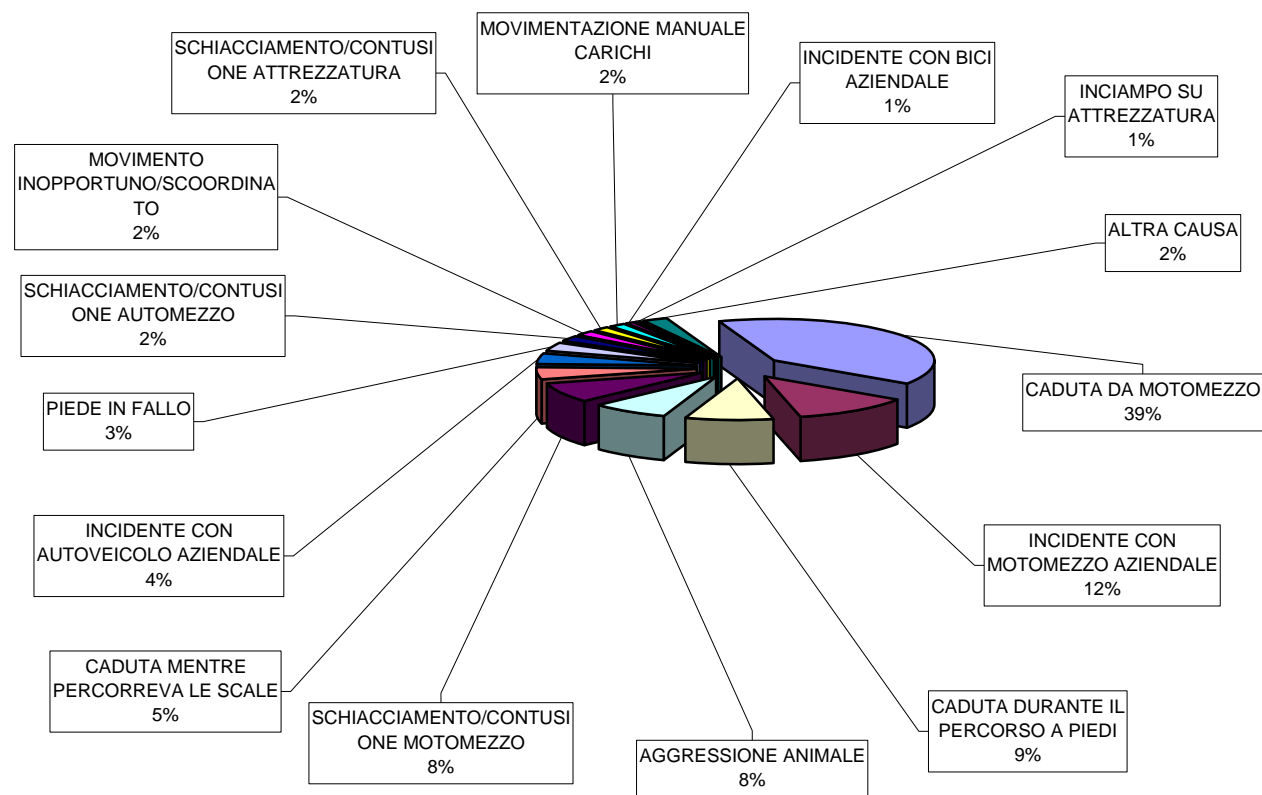 SCHIACCIAMENTO/CONTUSI
ONE ATTREZZATURA
2%
MOVIMENTAZIONE MANUALE
CARICHI
2%
INCIDENTE CON BICI
AZIENDALE
1%
INCIAMPO SU
ATTREZZATURA
1%
MOVIMENTO
INOPPORTUNO/SCOORDINA
TO
2%
ALTRA CAUSA
2%
SCHIACCIAMENTO/CONTUSI
ONE AUTOMEZZO
2%
CADUTA DA MOTOMEZZO
39%
PIEDE IN FALLO
3%
INCIDENTE CON
AUTOVEICOLO AZIENDALE
4%
INCIDENTE CON
MOTOMEZZO AZIENDALE
12%
CADUTA MENTRE
PERCORREVA LE SCALE
5%
SCHIACCIAMENTO/CONTUSI
ONE MOTOMEZZO
8%
AGGRESSIONE ANIMALE
8%
CADUTA DURANTE IL
PERCORSO A PIEDI
9%